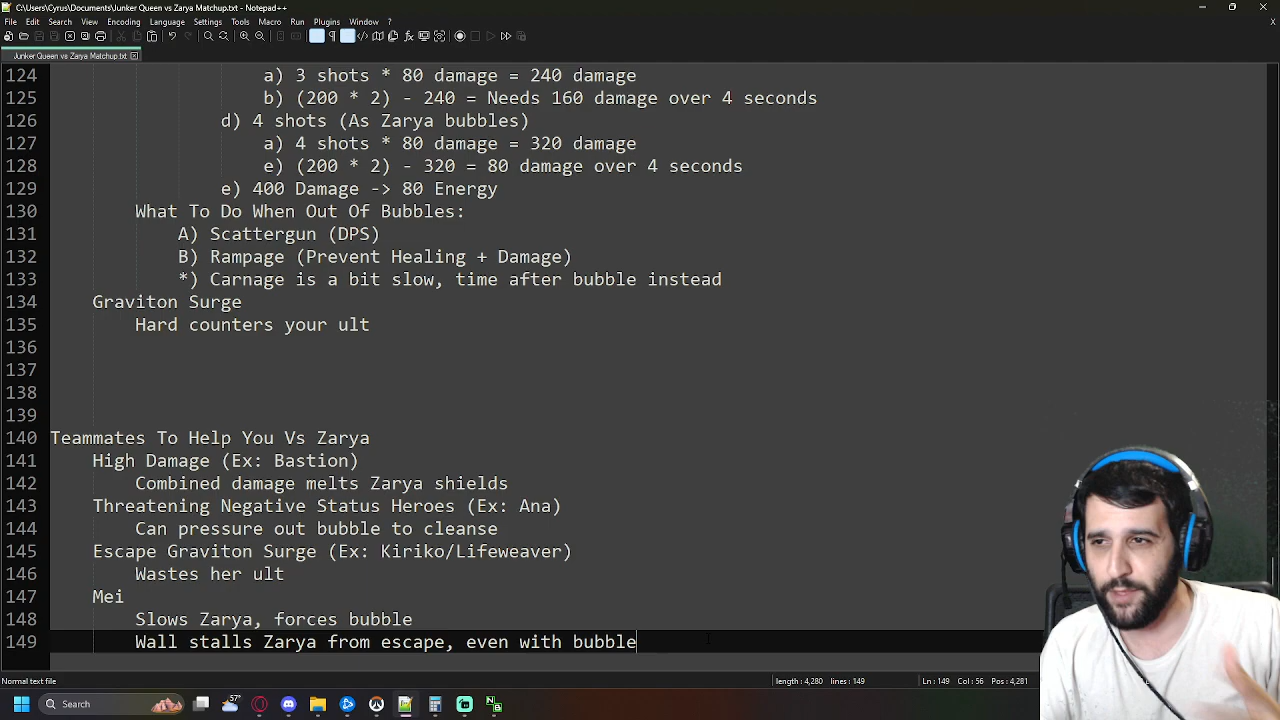 C:\Users\Cyrus\Documents\Junker Queen vs Zarya Matchup.txt - Notepad++
File Edit Search View Encoding Language Settings Tools Macro Run Plugins Window ?
Junker Queen vs Zarya Matchup.txt
124 a) 3 shots * 80 damage = 240 damage
125 b) (200 * 2) - 240 = Needs 160 damage over 4 seconds
126 d) 4 shots (As Zarya bubbles)
127 a) 4 shots * 80 damage = 320 damage
128 e) (200 * 2) - 320 = 80 damage over 4 seconds
129 e) 400 Damage -> 80 Energy
130 What To Do When Out Of Bubbles:
131 A) Scattergun (DPS)
132 B) Rampage (Prevent Healing + Damage)
133 *) Carnage is a bit slow, time after bubble instead
134 Graviton Surge
135 Hard counters your ult
136
137
138
139
140 Teammates To Help You Vs Zarya
141 High Damage (Ex: Bastion)
142 Combined damage melts Zarya shields
143 Threatening Negative Status Heroes (Ex: Ana)
144 Can pressure out bubble to cleanse
145 Escape Graviton Surge (Ex: Kiriko/Lifeweaver)
146 Wastes her ult
147 Mei
148 Slows Zarya, forces bubble
149 Wall stalls Zarya from escape, even with bubble
Normal text file length : 4,280 lines : 149 Ln : 149 Col : 56 Pos : 4,281
Search 57°